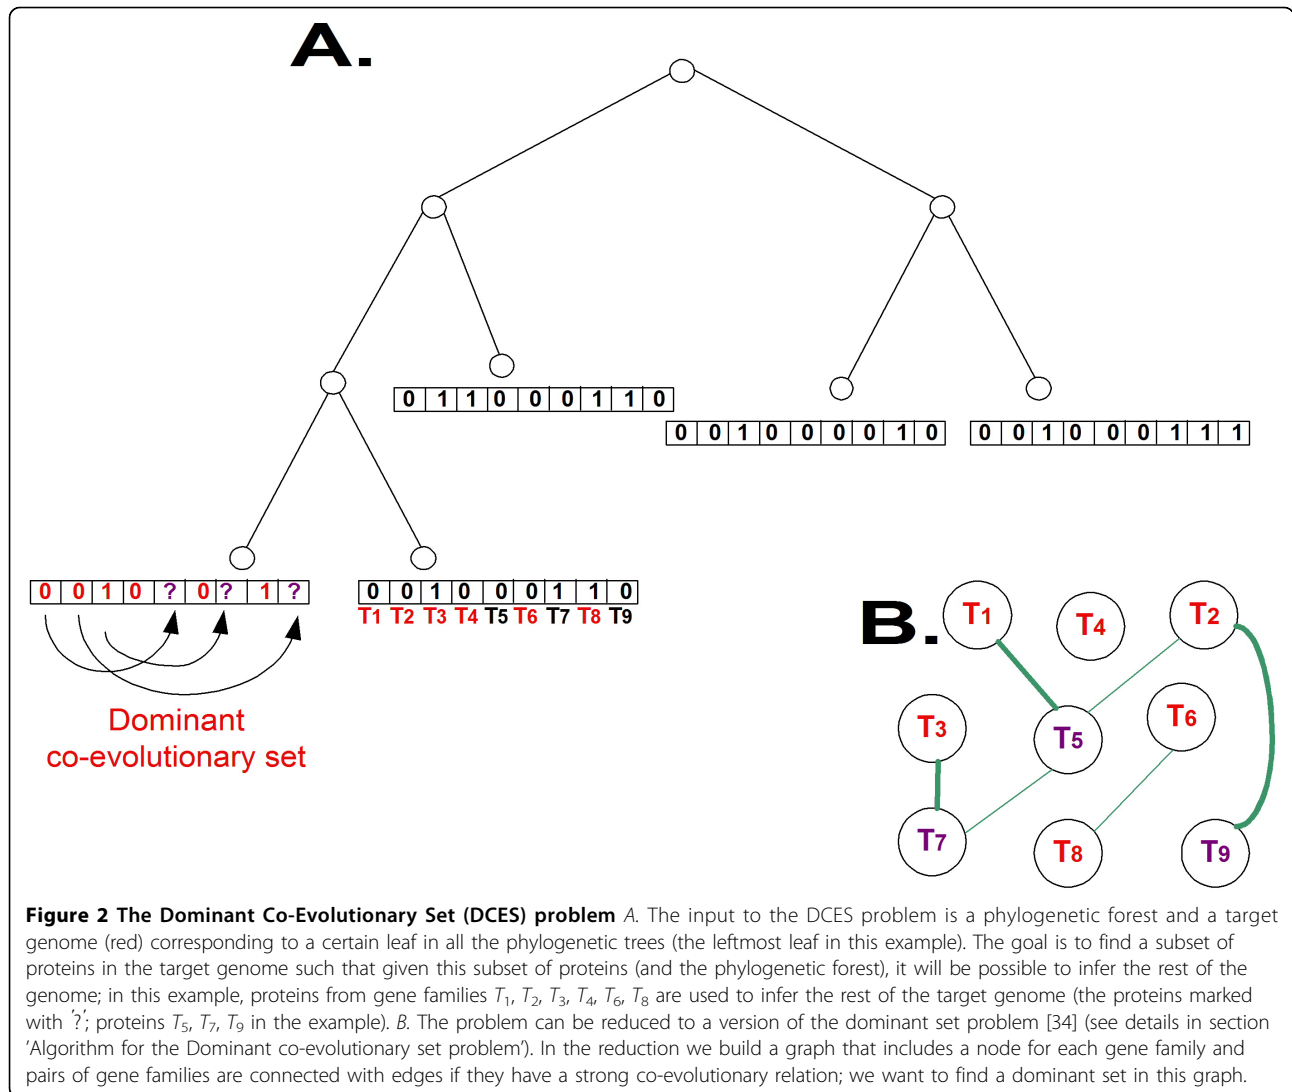 A.
0 1 1 0 0 0 1 1 0
0 0 1 0 0 0 0 1 0
0 0 1 0 0 0 1 1 1
0 0 1 0 ? 0 ? 1 ?
0 0 1 0 0 0 1 1 0
T1 T2 T3 T4 T5 T6 T7 T8 T9
Dominant
co-evolutionary set
B.
T1
T4
T2
T3
T5
T6
T7
T8
T9
Figure 2 The Dominant Co-Evolutionary Set (DCES) problem A. The input to the DCES problem is a phylogenetic forest and a target
genome (red) corresponding to a certain leaf in all the phylogenetic trees (the leftmost leaf in this example). The goal is to find a subset of
proteins in the target genome such that given this subset of proteins (and the phylogenetic forest), it will be possible to infer the rest of the
genome; in this example, proteins from gene families T1, T2, T3, T4, T6, T8 are used to infer the rest of the target genome (the proteins marked
with '?'; proteins T5, T7, T9 in the example). B. The problem can be reduced to a version of the dominant set problem [34] (see details in section
'Algorithm for the Dominant co-evolutionary set problem'). In the reduction we build a graph that includes a node for each gene family and
pairs of gene families are connected with edges if they have a strong co-evolutionary relation; we want to find a dominant set in this graph.